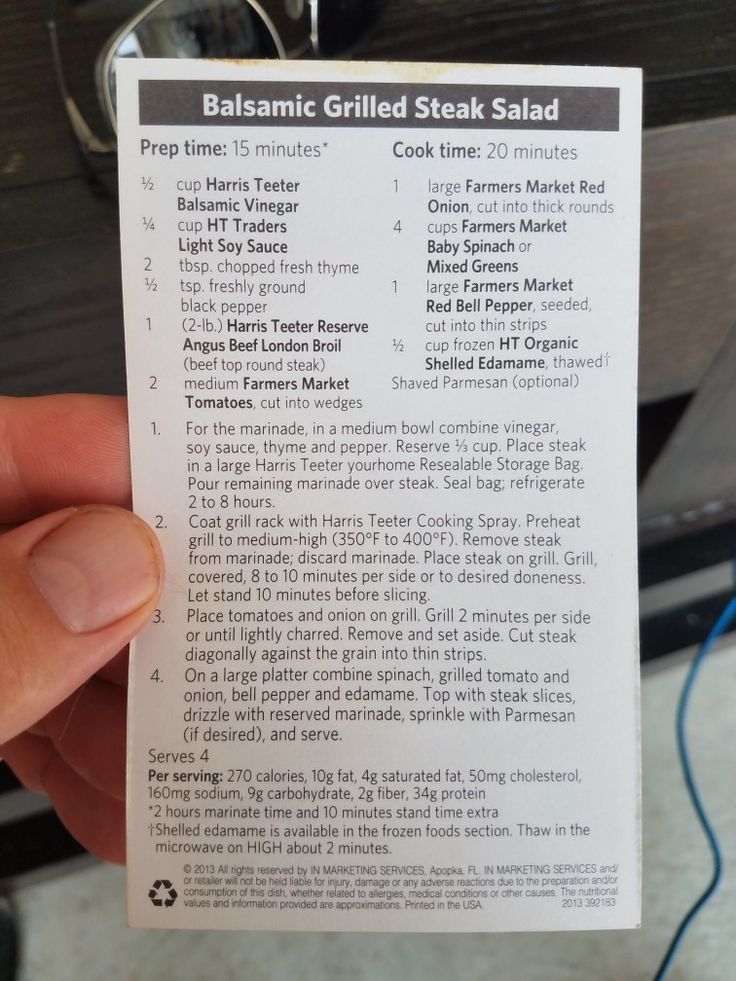 Balsamic Grilled Steak Salad
Prep time: 15 minutes*
½ cup Harris Teeter
Balsamic Vinegar
¼ cup HT Traders
Light Soy Sauce
2 tbsp. chopped fresh thyme
½ tsp. freshly ground
black pepper
1 (2-lb.) Harris Teeter Reserve
Angus Beef London Broil
(beef top round steak)
2 medium Farmers Market
Tomatoes, cut into wedges
Cook time: 20 minutes
1 large Farmers Market Red
Onion, cut into thick rounds
4 cups Farmers Market
Baby Spinach or
Mixed Greens
1 large Farmers Market
Red Bell Pepper, seeded,
cut into thin strips
½ cup frozen HT Organic
Shelled Edamame, thawed†
Shaved Parmesan (optional)
1. For the marinade, in a medium bowl combine vinegar,
soy sauce, thyme and pepper. Reserve ⅓ cup. Place steak
in a large Harris Teeter yourhome Resealable Storage Bag.
Pour remaining marinade over steak. Seal bag; refrigerate
2 to 8 hours.
2. Coat grill rack with Harris Teeter Cooking Spray. Preheat
grill to medium-high (350°F to 400°F). Remove steak
from marinade; discard marinade. Place steak on grill. Grill,
covered, 8 to 10 minutes per side or to desired doneness.
Let stand 10 minutes before slicing.
3. Place tomatoes and onion on grill. Grill 2 minutes per side
or until lightly charred. Remove and set aside. Cut steak
diagonally against the grain into thin strips.
4. On a large platter combine spinach, grilled tomato and
onion, bell pepper and edamame. Top with steak slices,
drizzle with reserved marinade, sprinkle with Parmesan
(if desired), and serve.
Serves 4
Per serving: 270 calories, 10g fat, 4g saturated fat, 50mg cholesterol,
160mg sodium, 9g carbohydrate, 2g fiber, 34g protein
*2 hours marinate time and 10 minutes stand time extra
†Shelled edamame is available in the frozen foods section. Thaw in the
microwave on HIGH about 2 minutes.
© 2013 All rights reserved by IN MARKETING SERVICES, Apopka, FL. IN MARKETING SERVICES and/
or retailer will not be held liable for injury, damage or any adverse reactions due to the preparation and/or
consumption of this dish, whether related to allergies, medical conditions or other causes. The nutritional
values and information provided are approximations. Printed in the USA. 2013 392183